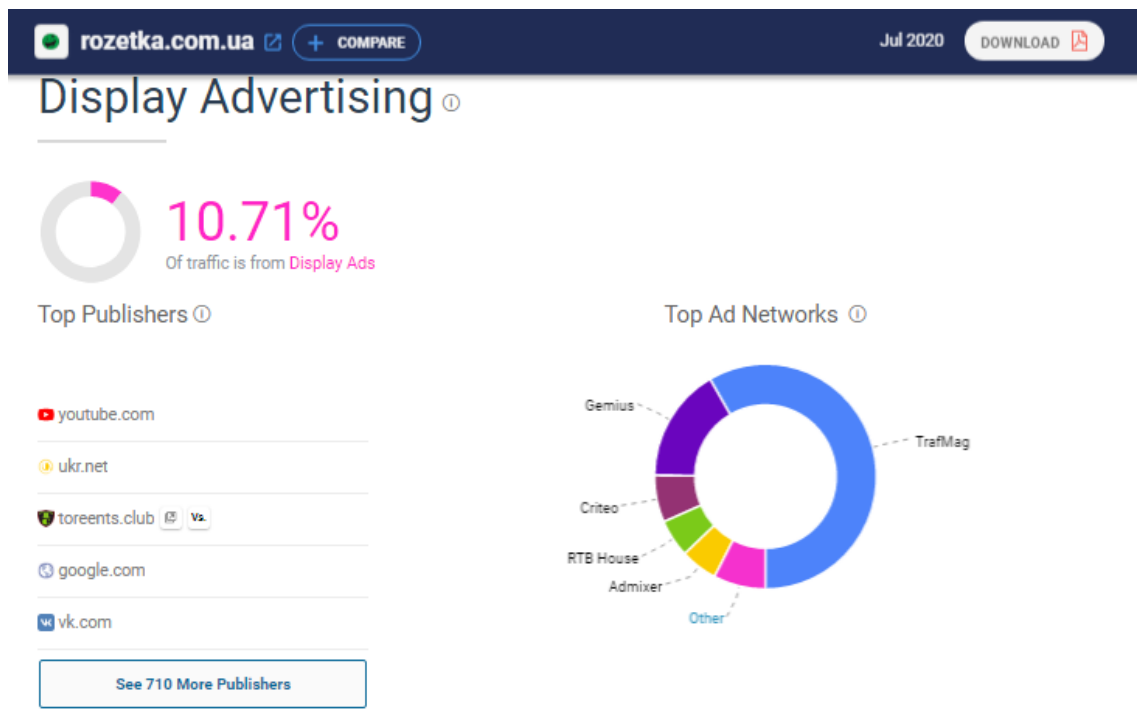 rozetka.com.ua + COMPARE Jul 2020 DOWNLOAD
Display Advertising
10.71%
Of traffic is from Display Ads
Top Publishers
youtube.com
ukr.net
toreents.club Vs.
google.com
vk.com
See 710 More Publishers
Top Ad Networks
Gemius
TrafMag
Criteo
RTB House
Admixer
Other